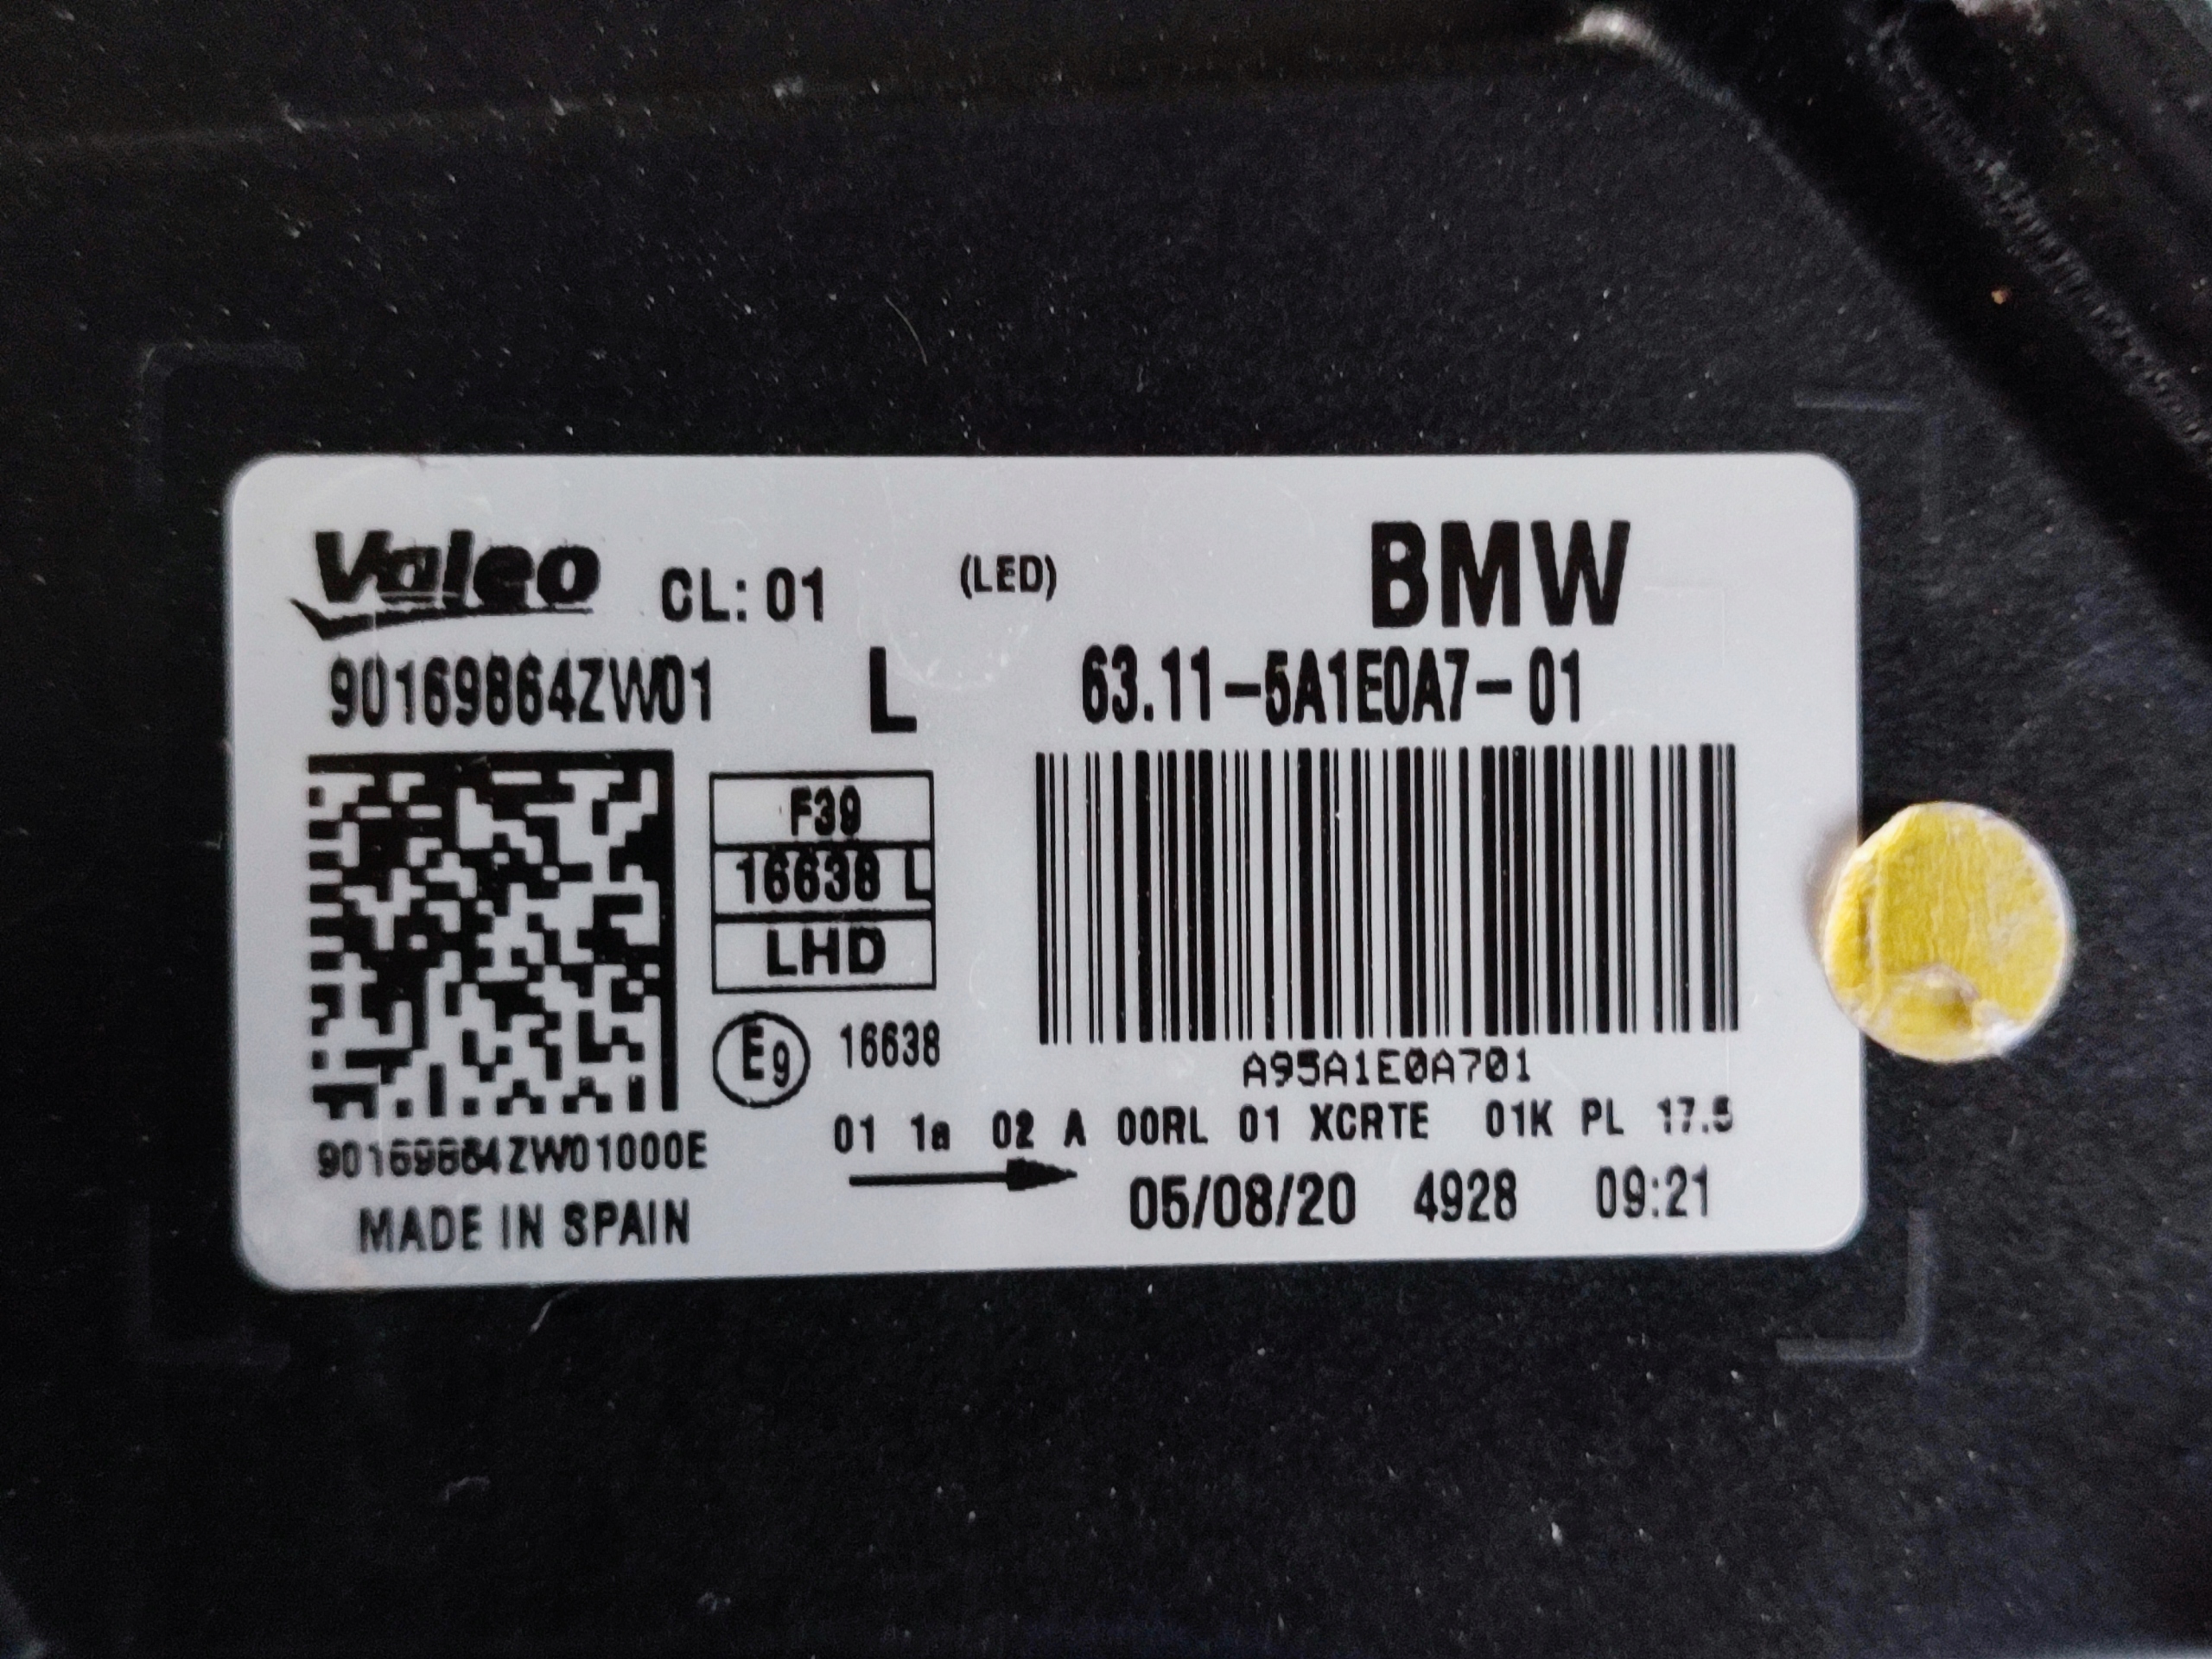 Valeo CL: 01 (LED) BMW
90169864ZW01 L 63.11-5A1E0A7-01
F39
16638 L
LHD
E9 16638
A95A1E0A701
01 1a 02 A 00RL 01 XCRTE 01K PL 17.5
90169864ZW01000E
05/08/20 4928 09:21
MADE IN SPAIN